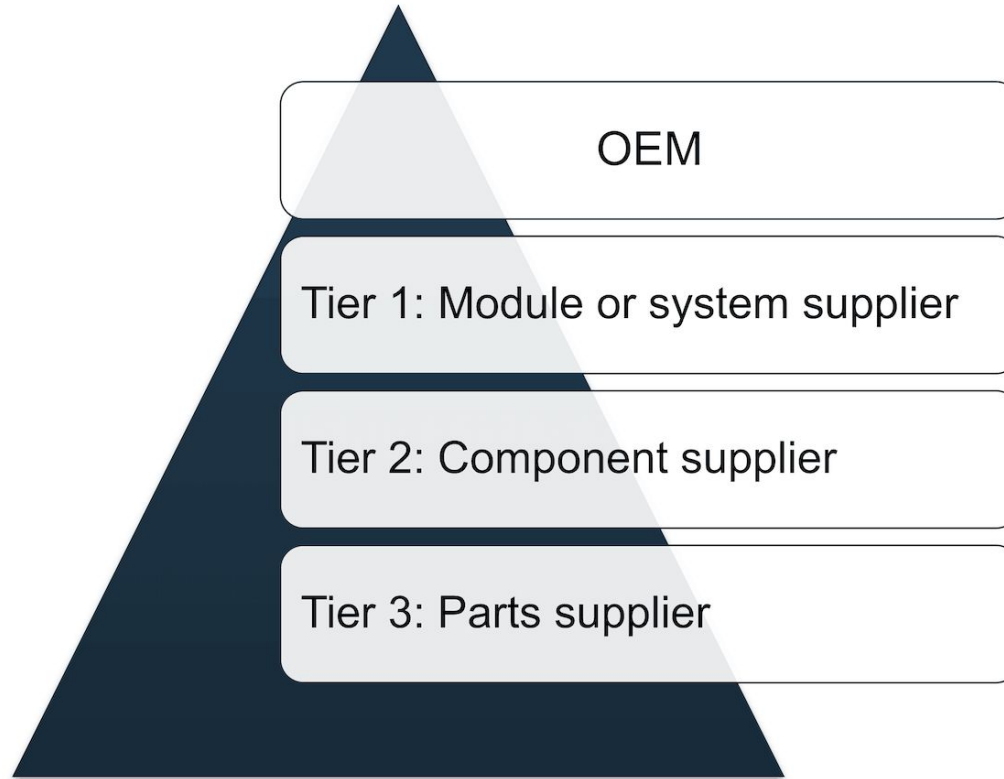 OEM
Tier 1: Module or system supplier
Tier 2: Component supplier
Tier 3: Parts supplier